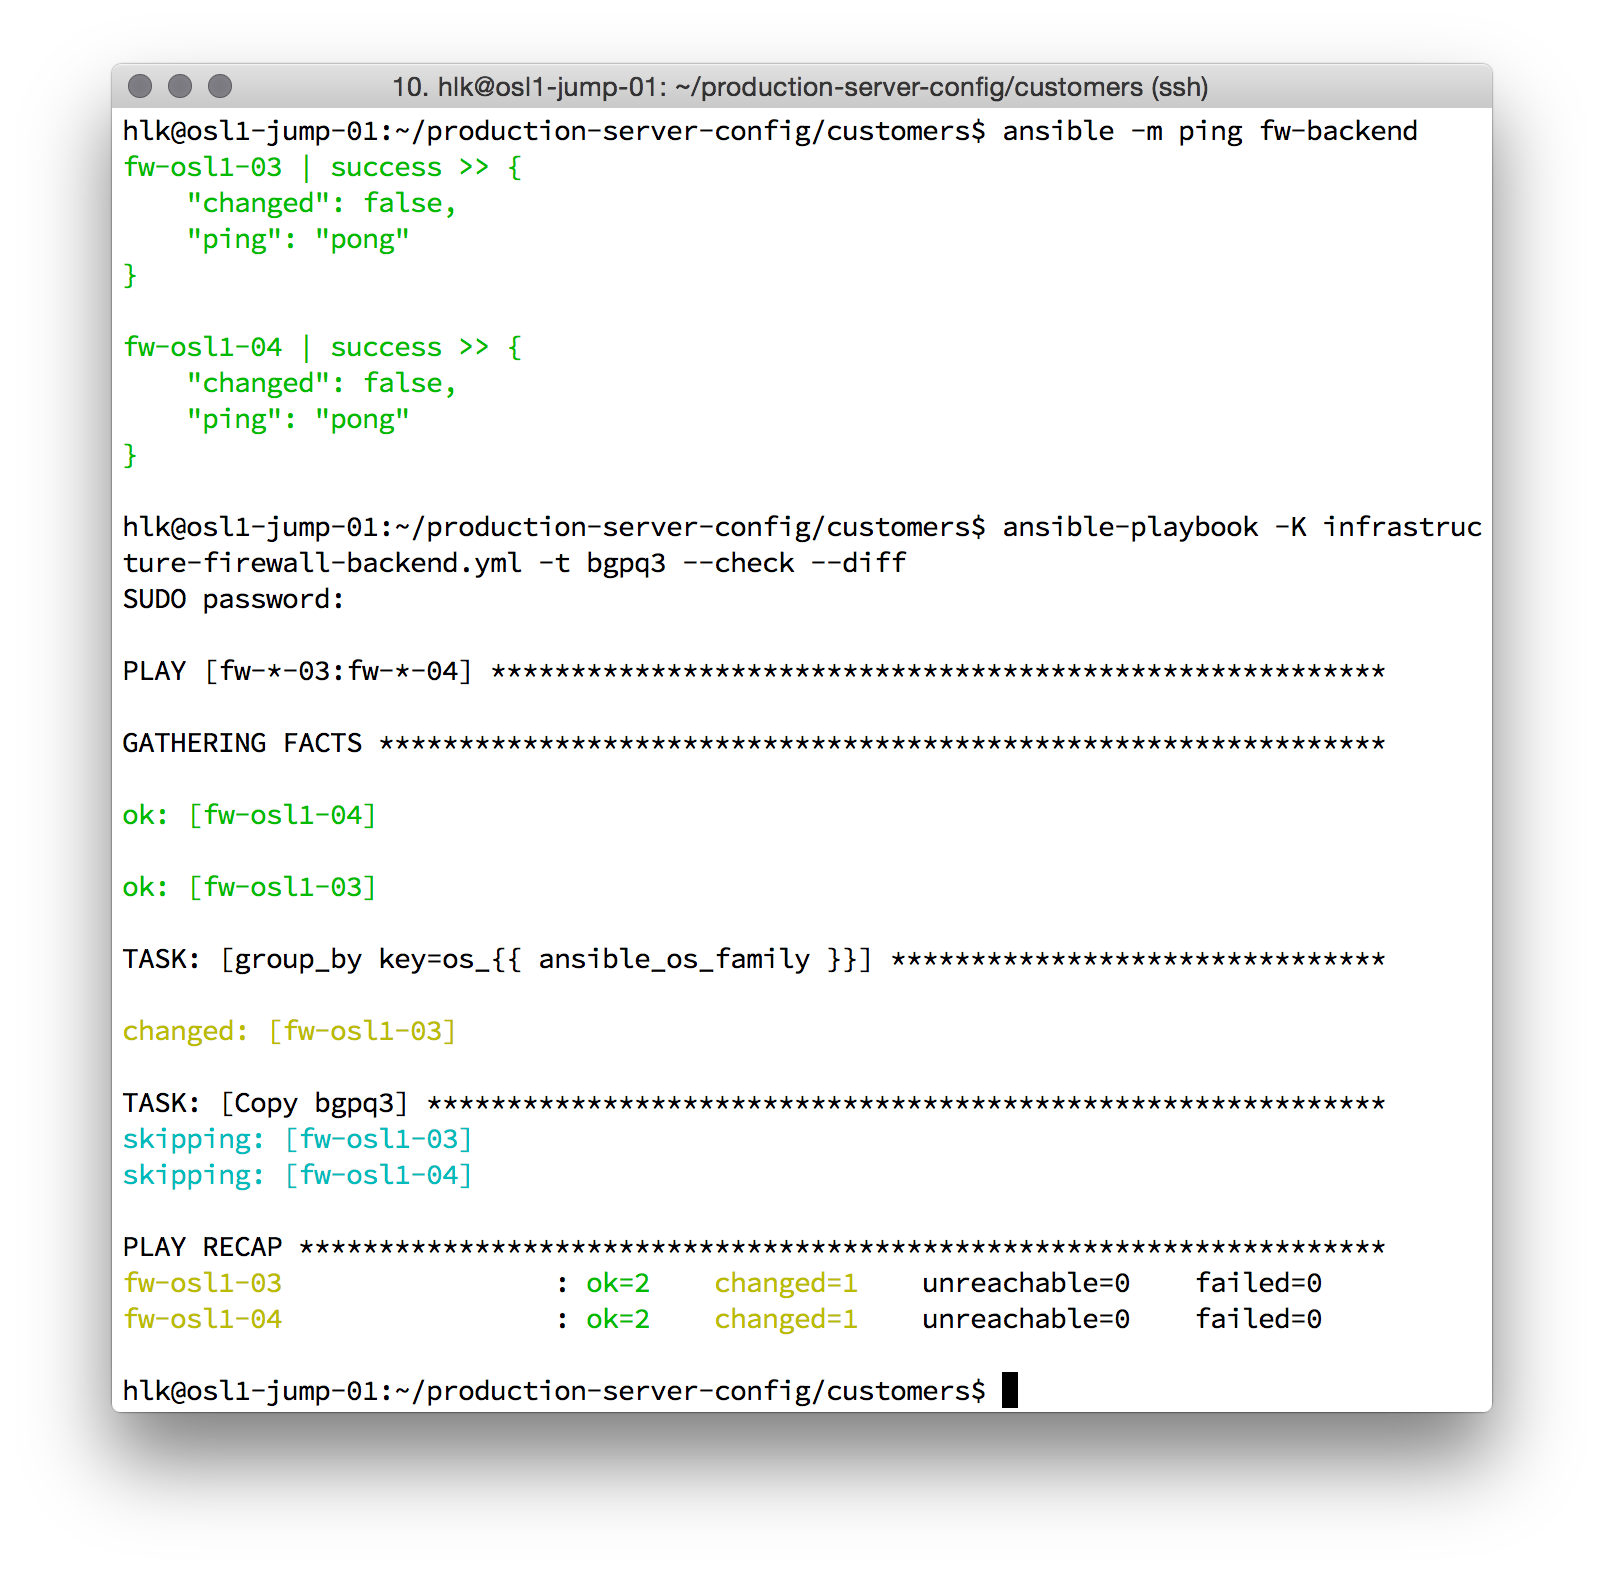 10. hlk@osl1-jump-01: ~/production-server-config/customers (ssh)
hlk@osl1-jump-01:~/production-server-config/customers$ ansible -m ping fw-backend
fw-osl1-03 | success >> {
    "changed": false,
    "ping": "pong"
}

fw-osl1-04 | success >> {
    "changed": false,
    "ping": "pong"
}

hlk@osl1-jump-01:~/production-server-config/customers$ ansible-playbook -K infrastruc
ture-firewall-backend.yml -t bgpq3 --check --diff
SUDO password:

PLAY [fw-*-03:fw-*-04] ********************************************************

GATHERING FACTS ***************************************************************

ok: [fw-osl1-04]

ok: [fw-osl1-03]

TASK: [group_by key=os_{{ ansible_os_family }}] *******************************

changed: [fw-osl1-03]

TASK: [Copy bgpq3] ************************************************************
skipping: [fw-osl1-03]
skipping: [fw-osl1-04]

PLAY RECAP ********************************************************************
fw-osl1-03                 : ok=2    changed=1    unreachable=0    failed=0
fw-osl1-04                 : ok=2    changed=1    unreachable=0    failed=0

hlk@osl1-jump-01:~/production-server-config/customers$